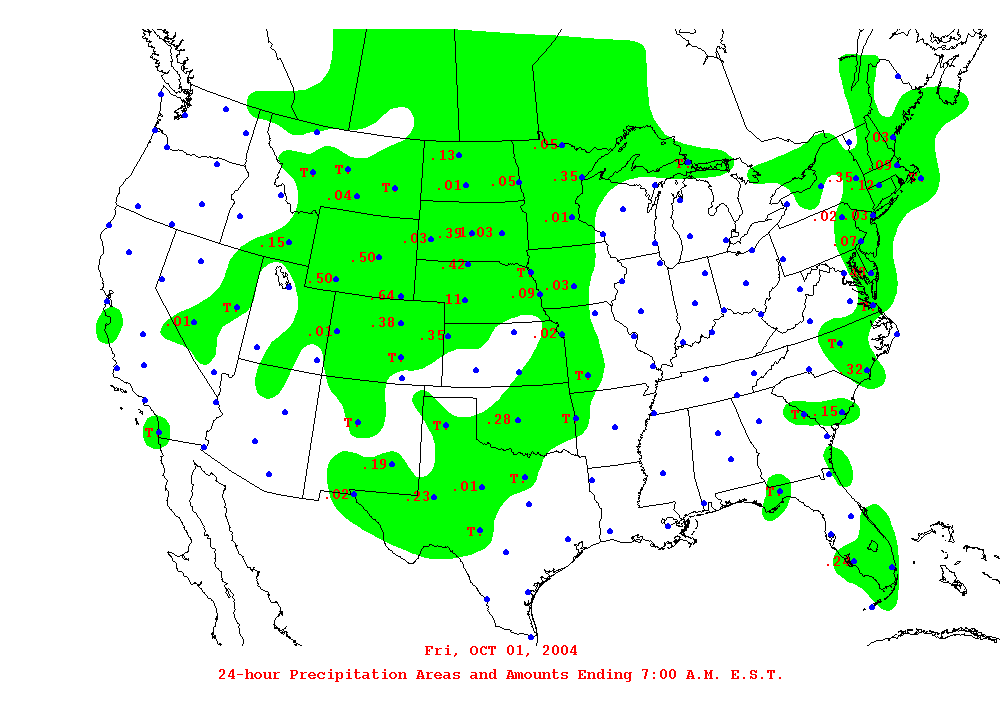 .03
.05
.13
T
.09
T
T
.35
T
.04
T
.01
.05
.35
.12
.01
.02
.03
.03
.39
1.03
.15
.07
.50
.42
T
.50
.03
.64
.11
.09
T
T
.01
.38
.01
.35
.02
T
T
.32
T
T
T
.15
.28
T
T
.19
.02
.23
.01
T
T
T
Fri, OCT 01, 2004
24-hour Precipitation Areas and Amounts Ending 7:00 A.M. E.S.T.